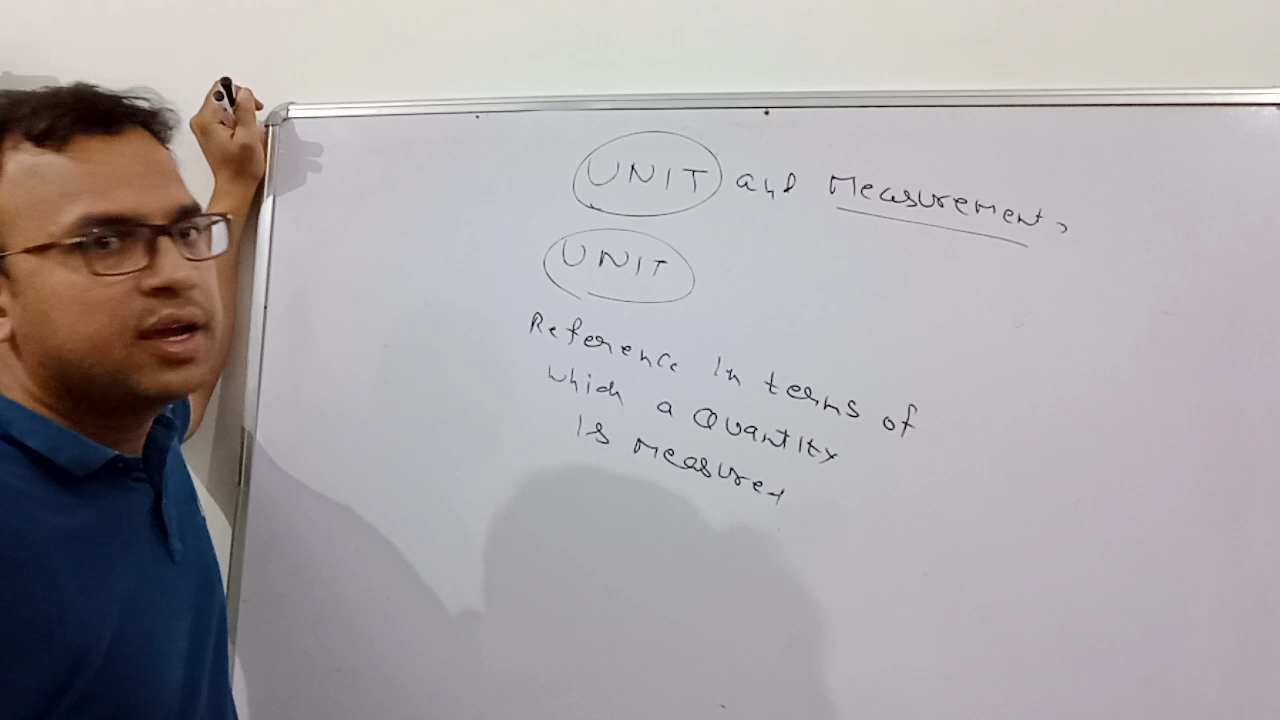 UNIT and Measurement,
UNIT
Reference In terms of
which a Quantity
Is Measured